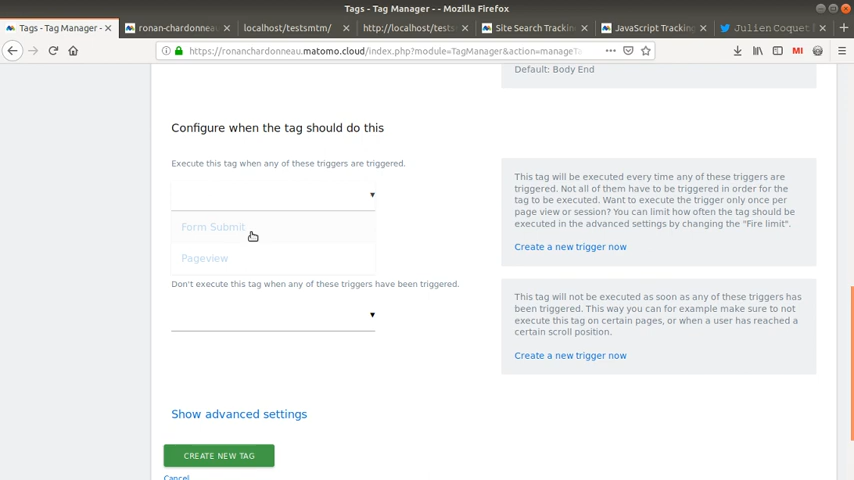 Tags - Tag Manager - - Mozilla Firefox
Tags - Tag Manager - ×
ronan-chardonneau ×
localhost/testsmtm/ ×
http://localhost/tests ×
Site Search Tracking ×
JavaScript Tracking ×
Julien Coquet ×
https://ronanchardonneau.matomo.cloud/index.php?module=TagManager&action=manageTa
Default: Body End
Configure when the tag should do this
Execute this tag when any of these triggers are triggered.
Form Submit
Pageview
This tag will be executed every time any of these triggers are
triggered. Not all of them have to be triggered in order for the
tag to be executed. Want to execute the trigger only once per
page view or session? You can limit how often the tag should be
executed in the advanced settings by changing the "Fire limit".
Create a new trigger now
Don't execute this tag when any of these triggers have been triggered.
This tag will not be executed as soon as any of these triggers has
been triggered. This way you can for example make sure to not
execute this tag on certain pages, or when a user has reached a
certain scroll position.
Create a new trigger now
Show advanced settings
CREATE NEW TAG
Cancel